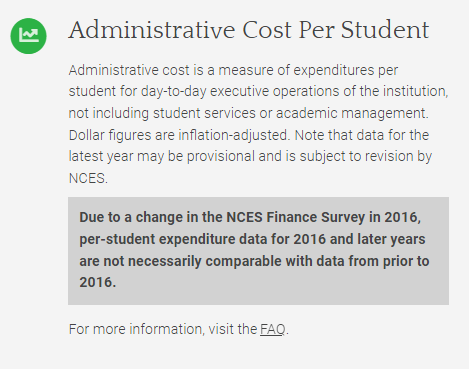 Administrative Cost Per Student
Administrative cost is a measure of expenditures per
student for day-to-day executive operations of the institution,
not including student services or academic management.
Dollar figures are inflation-adjusted. Note that data for the
latest year may be provisional and is subject to revision by
NCES.
Due to a change in the NCES Finance Survey in 2016,
per-student expenditure data for 2016 and later years
are not necessarily comparable with data from prior to
2016.
For more information, visit the FAQ.